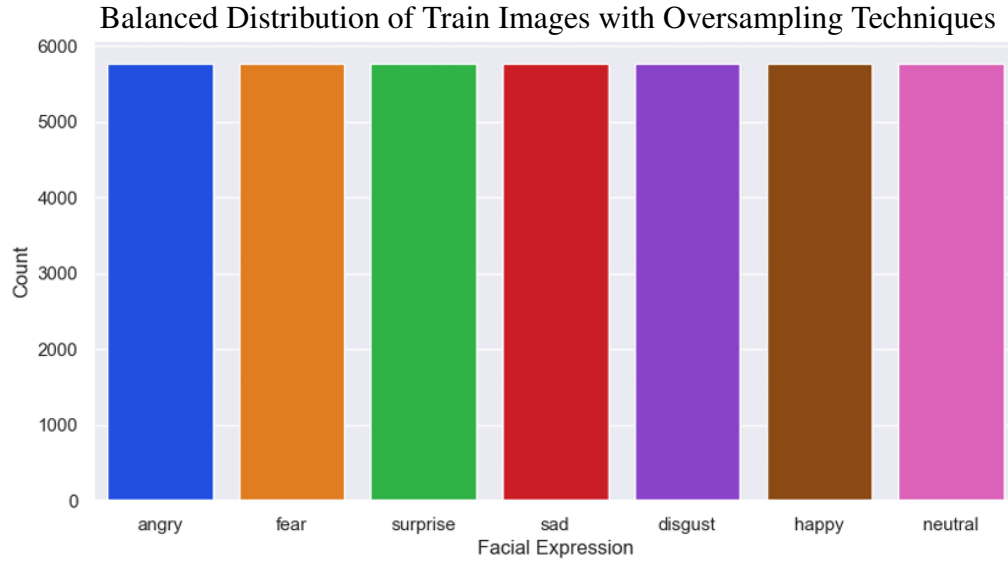 Balanced Distribution of Train Images with Oversampling Techniques
6000
5000
4000
3000
2000
1000
0
Count
angry fear surprise sad disgust happy neutral
Facial Expression